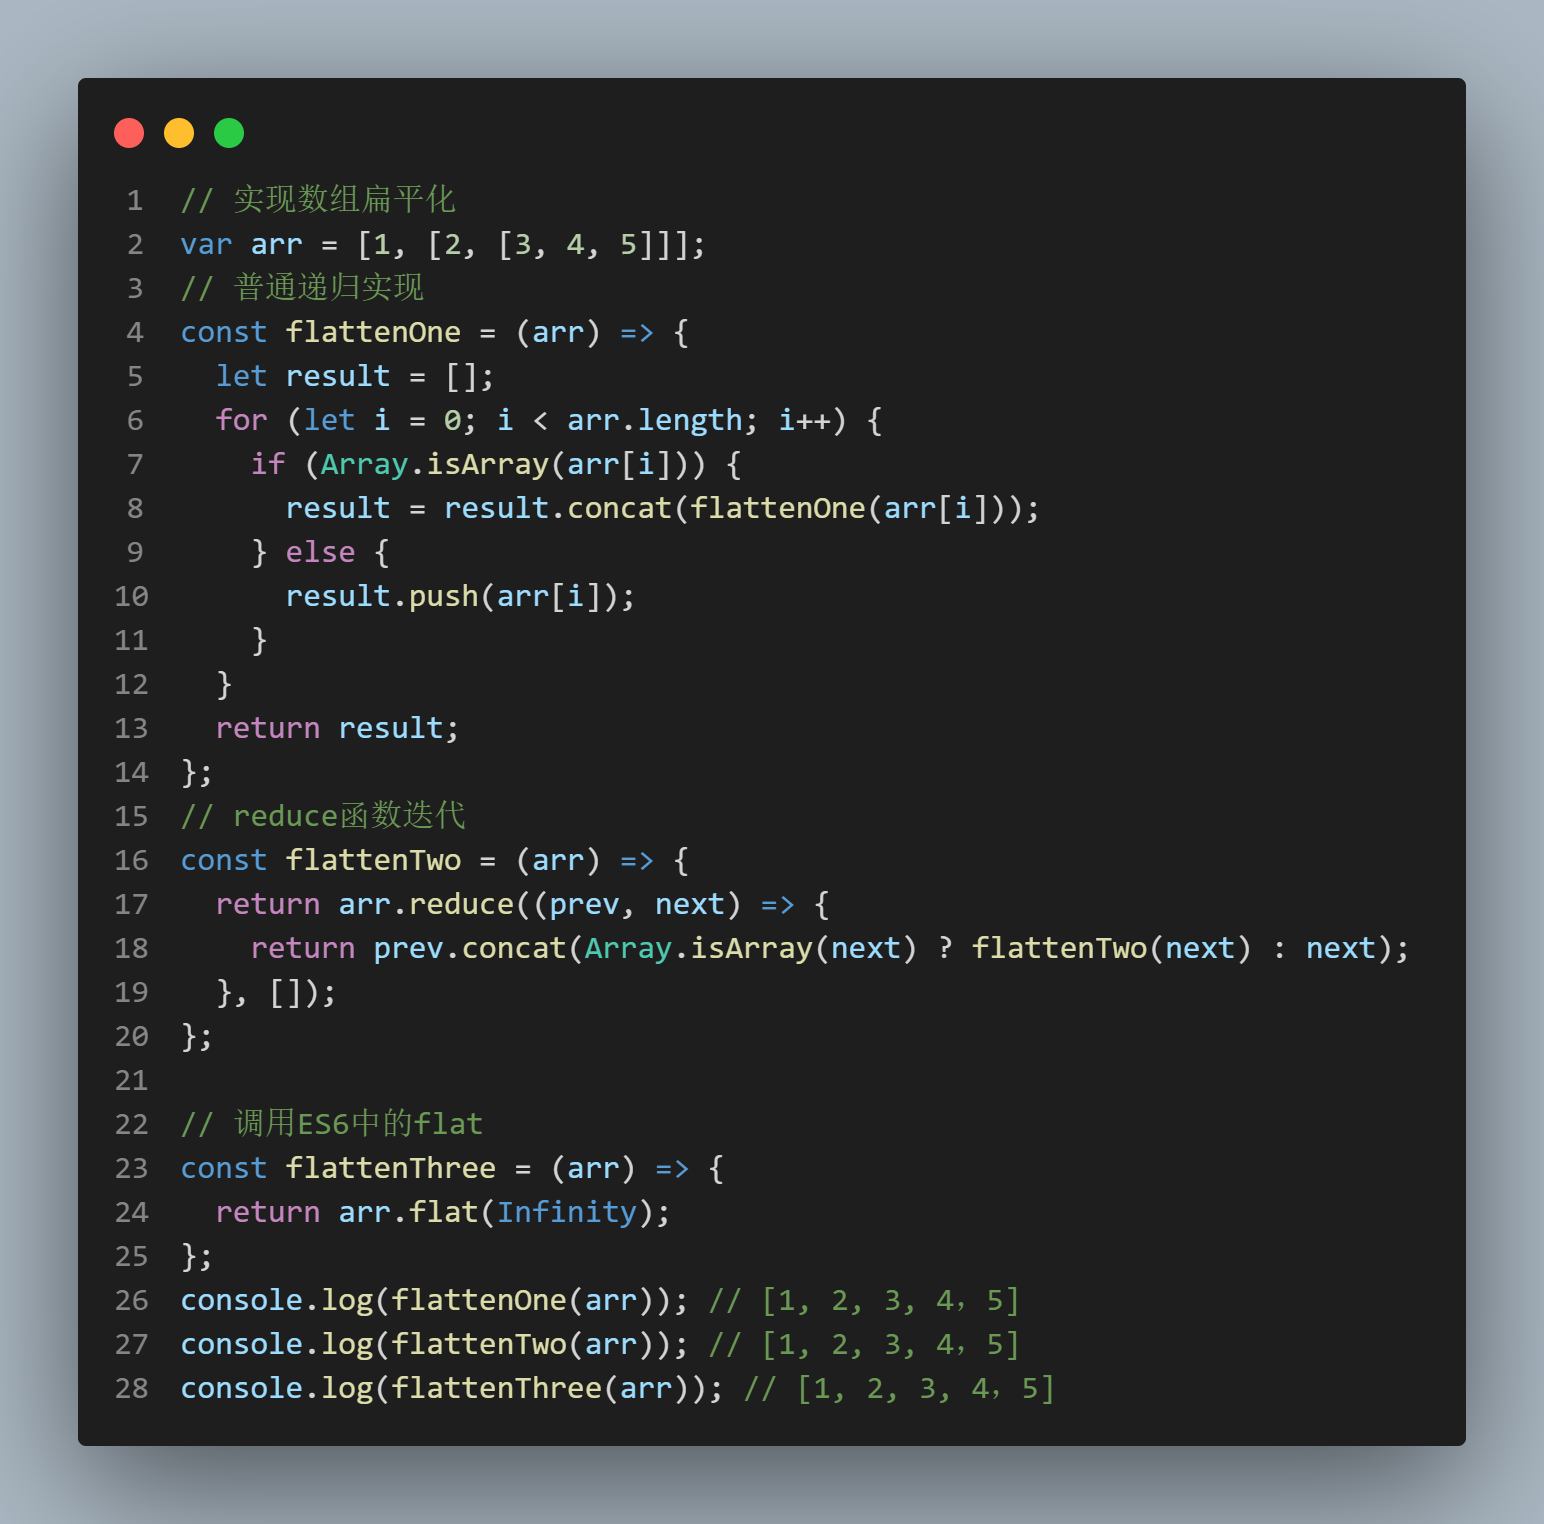 1 // 实现数组扁平化
2 var arr = [1, [2, [3, 4, 5]]];
3 // 普通递归实现
4 const flattenOne = (arr) => {
5   let result = [];
6   for (let i = 0; i < arr.length; i++) {
7     if (Array.isArray(arr[i])) {
8       result = result.concat(flattenOne(arr[i]));
9     } else {
10       result.push(arr[i]);
11     }
12   }
13   return result;
14 };
15 // reduce函数迭代
16 const flattenTwo = (arr) => {
17   return arr.reduce((prev, next) => {
18     return prev.concat(Array.isArray(next) ? flattenTwo(next) : next);
19   }, []);
20 };
21
22 // 调用ES6中的flat
23 const flattenThree = (arr) => {
24   return arr.flat(Infinity);
25 };
26 console.log(flattenOne(arr)); // [1, 2, 3, 4，5]
27 console.log(flattenTwo(arr)); // [1, 2, 3, 4，5]
28 console.log(flattenThree(arr)); // [1, 2, 3, 4，5]